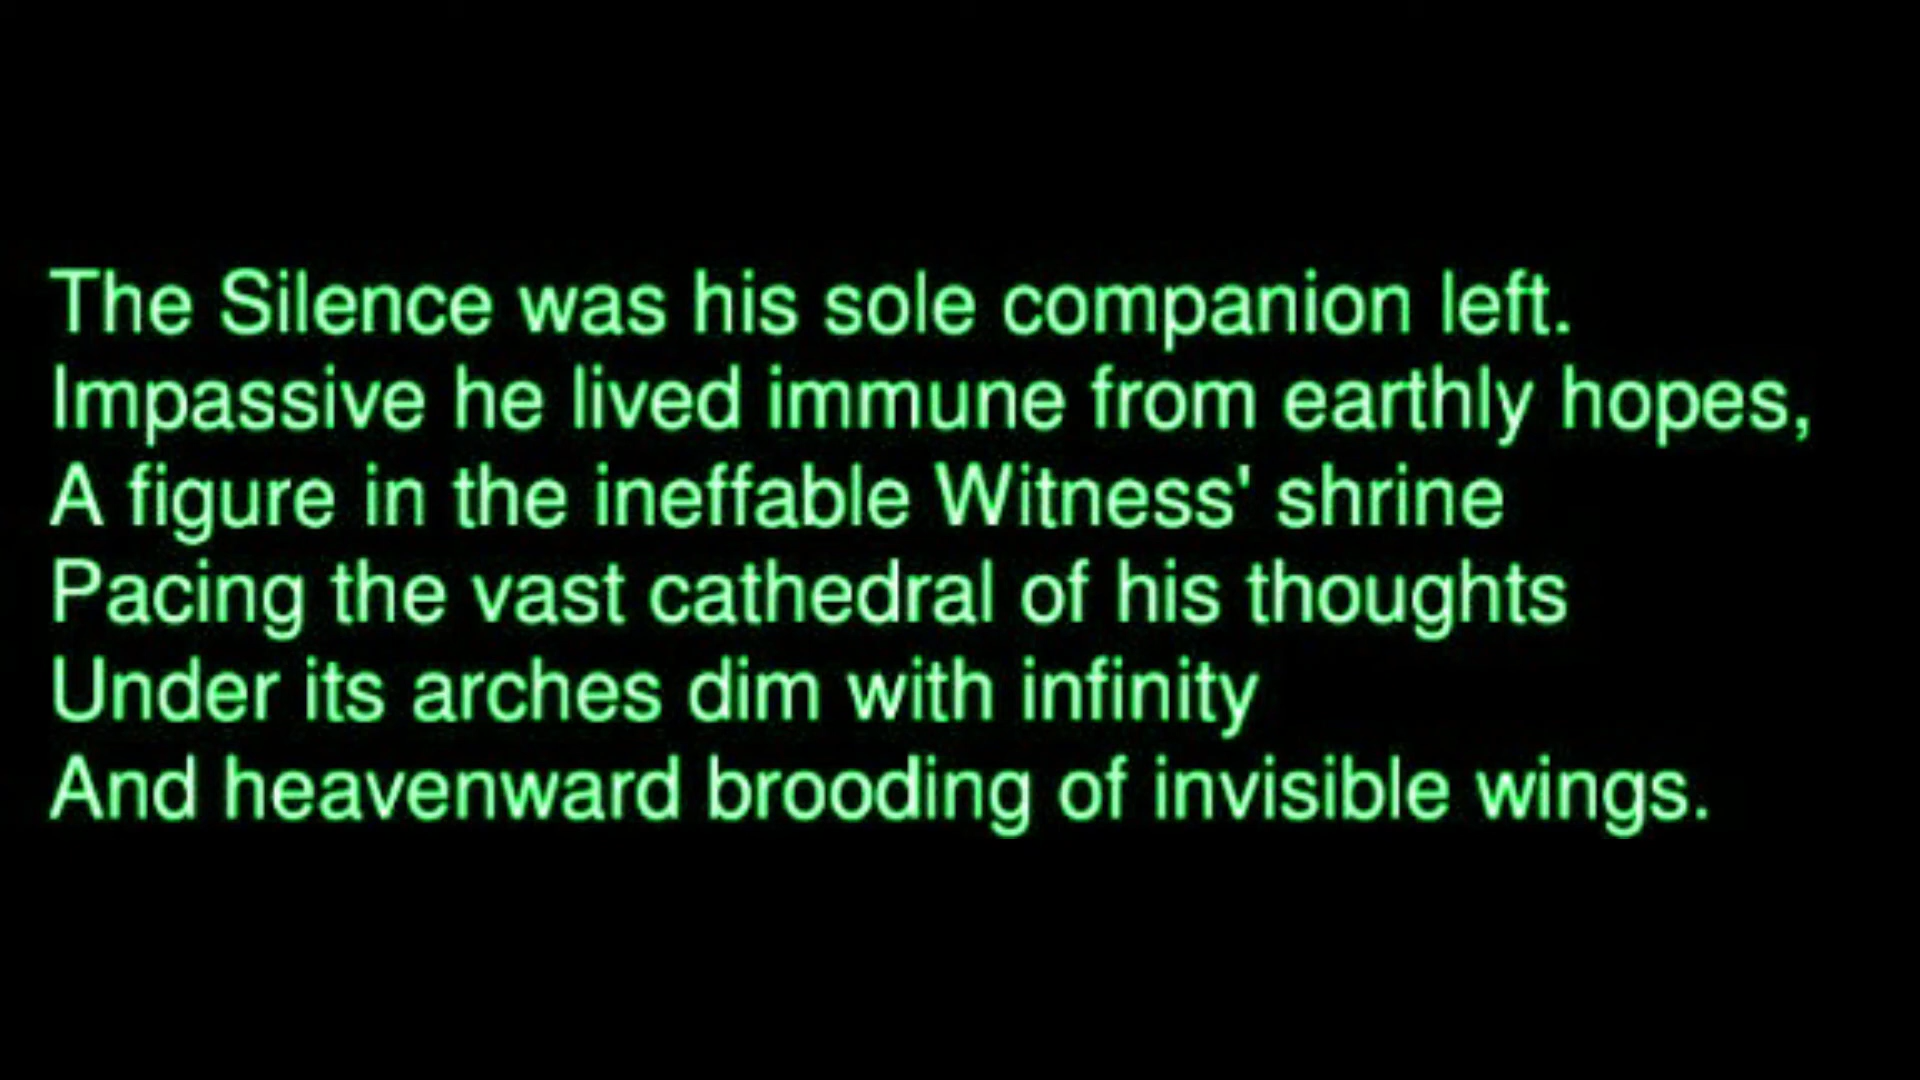 The Silence was his sole companion left.
Impassive he lived immune from earthly hopes,
A figure in the ineffable Witness' shrine
Pacing the vast cathedral of his thoughts
Under its arches dim with infinity
And heavenward brooding of invisible wings.